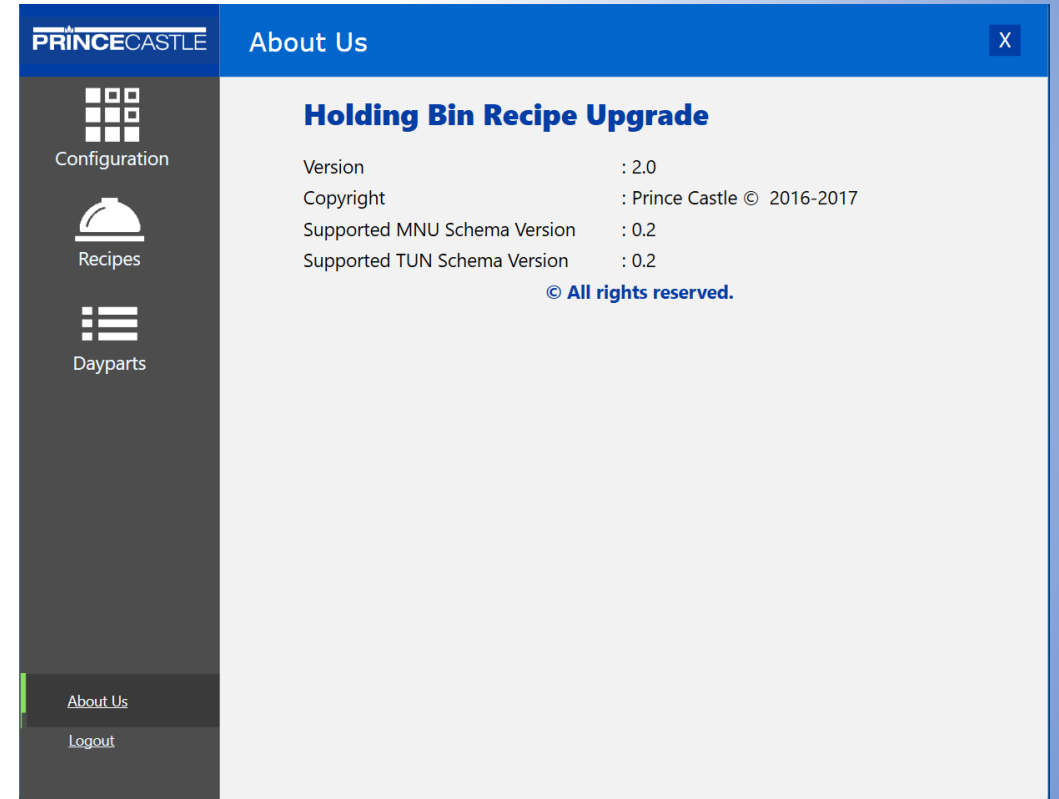 PRINCECASTLE
About Us
X
Configuration
Recipes
Dayparts
About Us
Logout
Holding Bin Recipe Upgrade
Version : 2.0
Copyright : Prince Castle © 2016-2017
Supported MNU Schema Version : 0.2
Supported TUN Schema Version : 0.2
© All rights reserved.